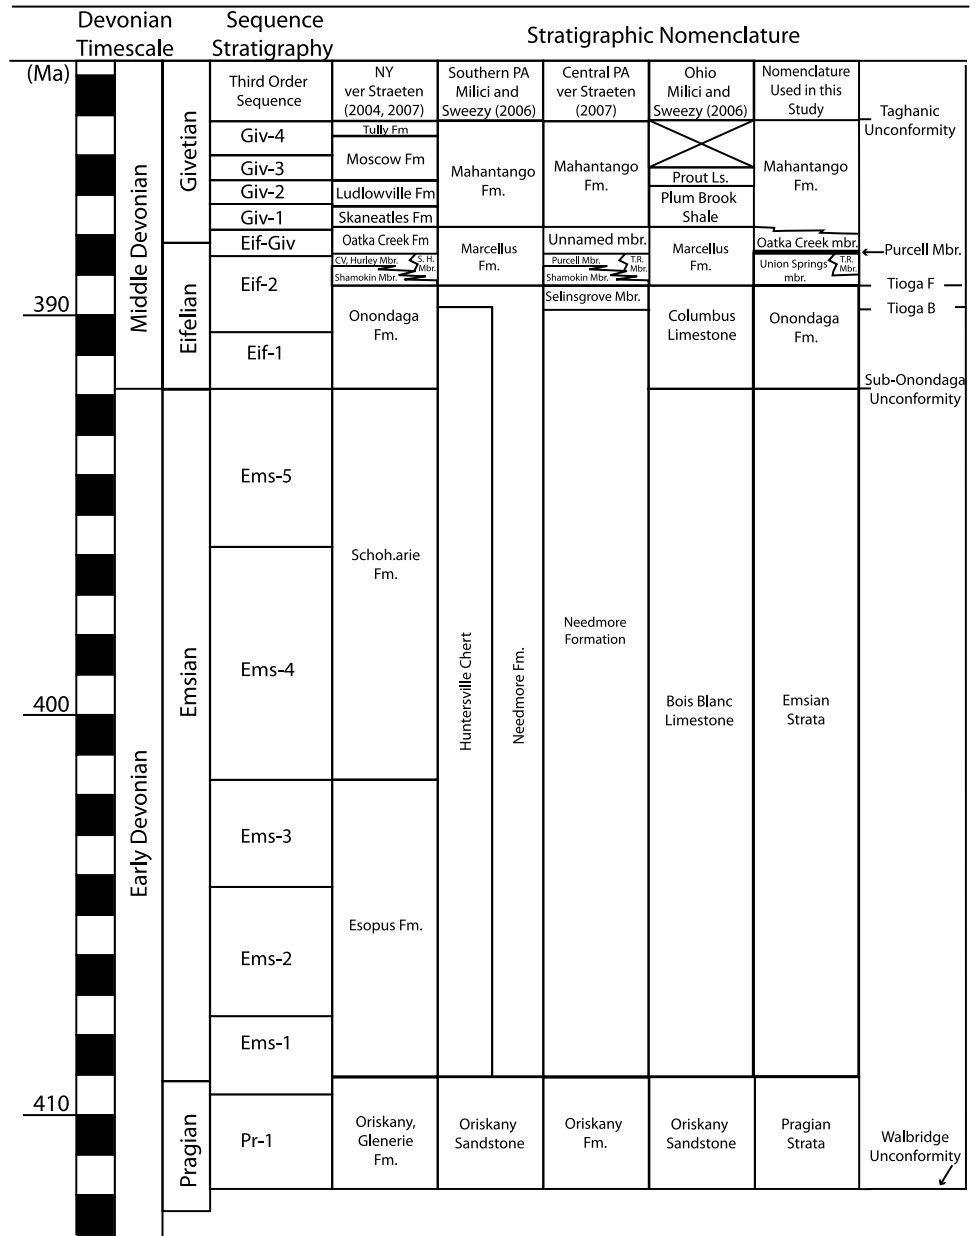 Devonian
Timescale
Sequence
Stratigraphy
Stratigraphic Nomenclature
(Ma)
Third Order
Sequence
NY
ver Straeten
(2004, 2007)
Southern PA
Milici and
Sweezy (2006)
Central PA
ver Straeten
(2007)
Ohio
Milici and
Sweezy (2006)
Nomenclature
Used in this
Study
Taghanic
Unconformity
390
400
410
Middle Devonian
Early Devonian
Givetian
Eifelian
Emsian
Pragian
Giv-4
Giv-3
Giv-2
Giv-1
Eif-Giv
Eif-2
Eif-1
Ems-5
Ems-4
Ems-3
Ems-2
Ems-1
Pr-1
Tully Fm
Moscow Fm
Ludlowville Fm
Skaneatles Fm
Oatka Creek Fm
CV, Hurley Mbr.
S. H.
Mbr.
Shamokin Mbr.
Onondaga
Fm.
Schoh.arie
Fm.
Esopus Fm.
Oriskany,
Glenerie
Fm.
Mahantango
Fm.
Marcellus
Fm.
Huntersville Chert
Needmore Fm.
Oriskany
Sandstone
Mahantango
Fm.
Unnamed mbr.
Purcell Mbr.
T.R.
Mbr.
Shamokin Mbr.
Selinsgrove Mbr.
Needmore
Formation
Oriskany
Fm.
Prout Ls.
Plum Brook
Shale
Marcellus
Fm.
Columbus
Limestone
Bois Blanc
Limestone
Oriskany
Sandstone
Mahantango
Fm.
Oatka Creek mbr.
Union Springs
mbr.
T.R.
Mbr.
Onondaga
Fm.
Emsian
Strata
Pragian
Strata
Purcell Mbr.
Tioga F
Tioga B
Sub-Onondaga
Unconformity
Walbridge
Unconformity